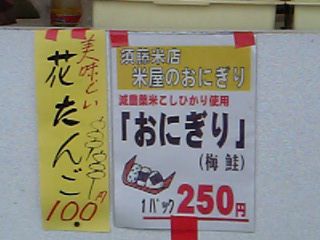 美味しい
花たんご
100.
須藤米店
米屋のおにぎり
減農薬米こしひかり使用
「おにぎり」
(梅 鮭)
1パック 250円